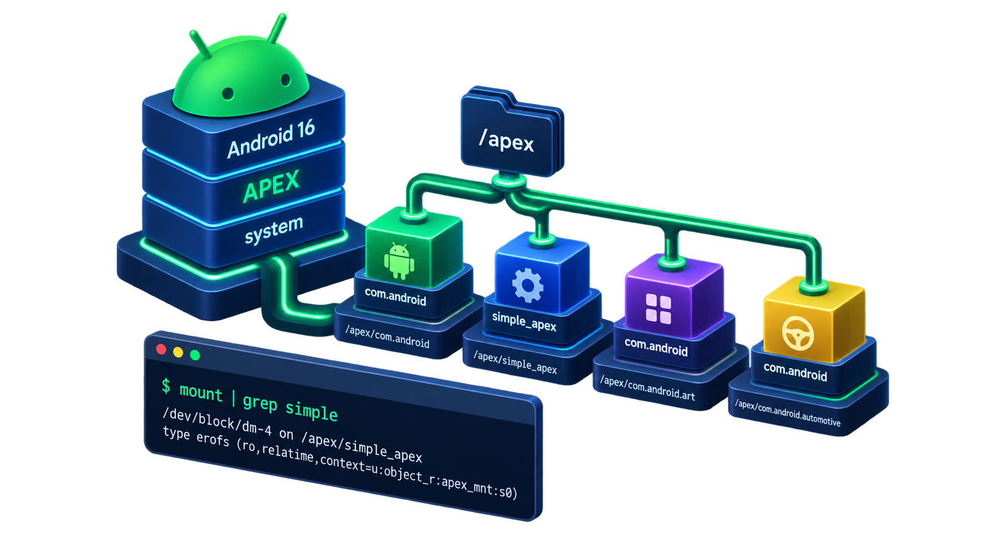 Android 16
APEX
system
/apex
com.android
/apex/com.android
simple_apex
/apex/simple_apex
com.android
/apex/com.android.art
com.android
/apex/com.android.automotive
$ mount | grep simple
/dev/block/dm-4 on /apex/simple_apex
type erofs (ro,relatime,context=u:object_r:apex_mnt:s0)